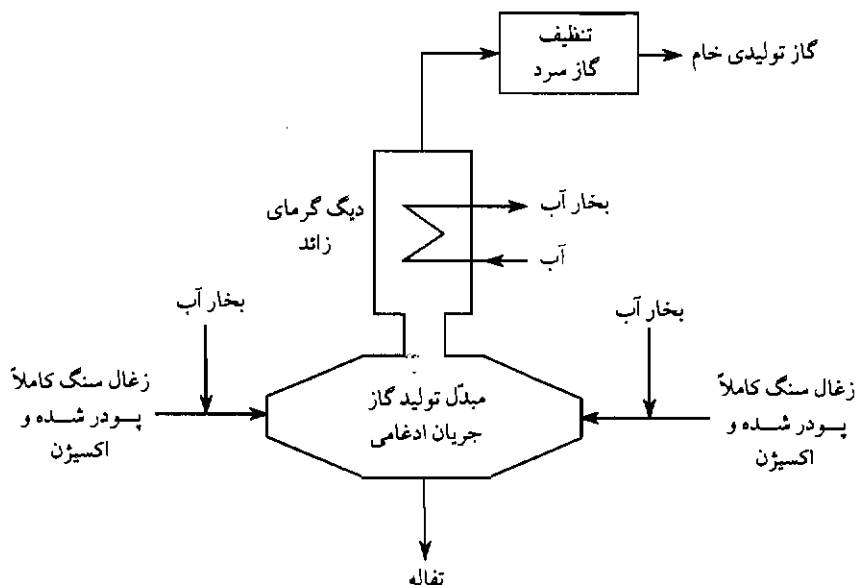 تنظیف
گاز سرد
گاز تولیدی خام
دیگ گرمای
زائد
بخار آب
آب
بخار آب
بخار آب
زغال سنگ کاملاً
پودر شده و
اکسیژن
مبدّل تولید گاز
جریان ادغامی
زغال سنگ کاملاً
پودر شده و
اکسیژن
تفاله